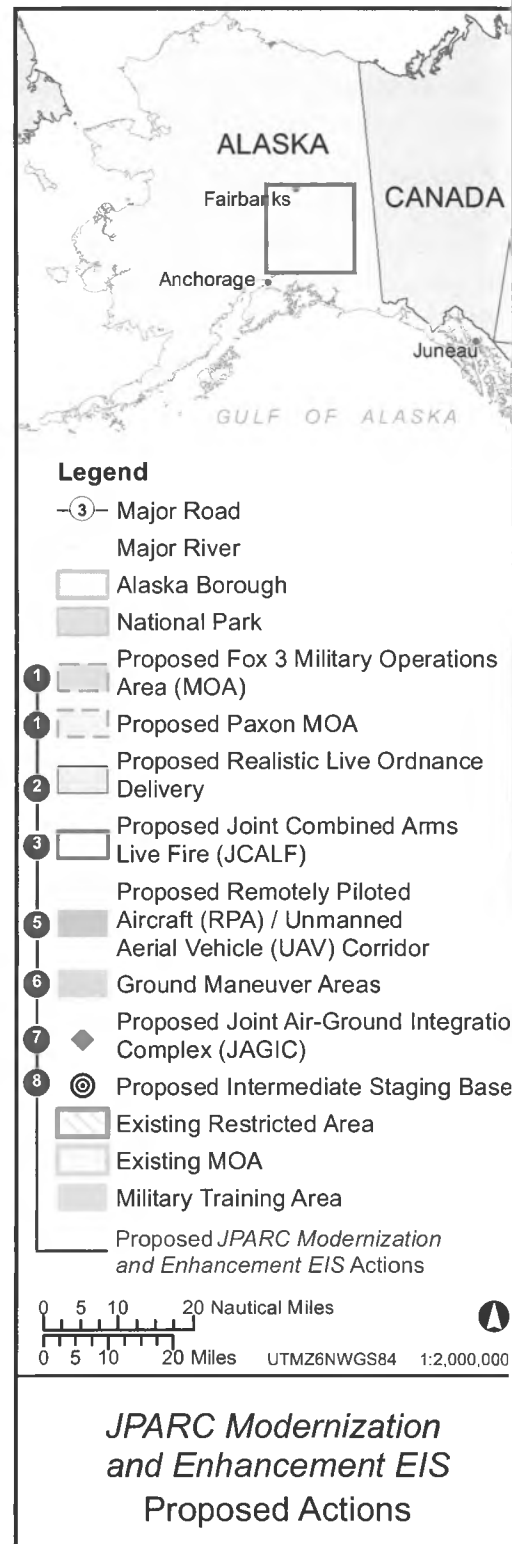 ALASKA
Fairbanks
CANADA
Anchorage
Juneau
GULF OF ALASKA
Legend
3 Major Road
Major River
Alaska Borough
National Park
1 Proposed Fox 3 Military Operations
Area (MOA)
1 Proposed Paxon MOA
2 Proposed Realistic Live Ordnance
Delivery
3 Proposed Joint Combined Arms
Live Fire (JCALF)
Proposed Remotely Piloted
5 Aircraft (RPA) / Unmanned
Aerial Vehicle (UAV) Corridor
6 Ground Maneuver Areas
7 Proposed Joint Air-Ground Integratio
Complex (JAGIC)
8 Proposed Intermediate Staging Base
Existing Restricted Area
Existing MOA
Military Training Area
Proposed JPARC Modernization
and Enhancement EIS Actions
0 5 10 20 Nautical Miles
0 5 10 20 Miles UTMZ6NWGS84 1:2,000,000
JPARC Modernization
and Enhancement EIS
Proposed Actions